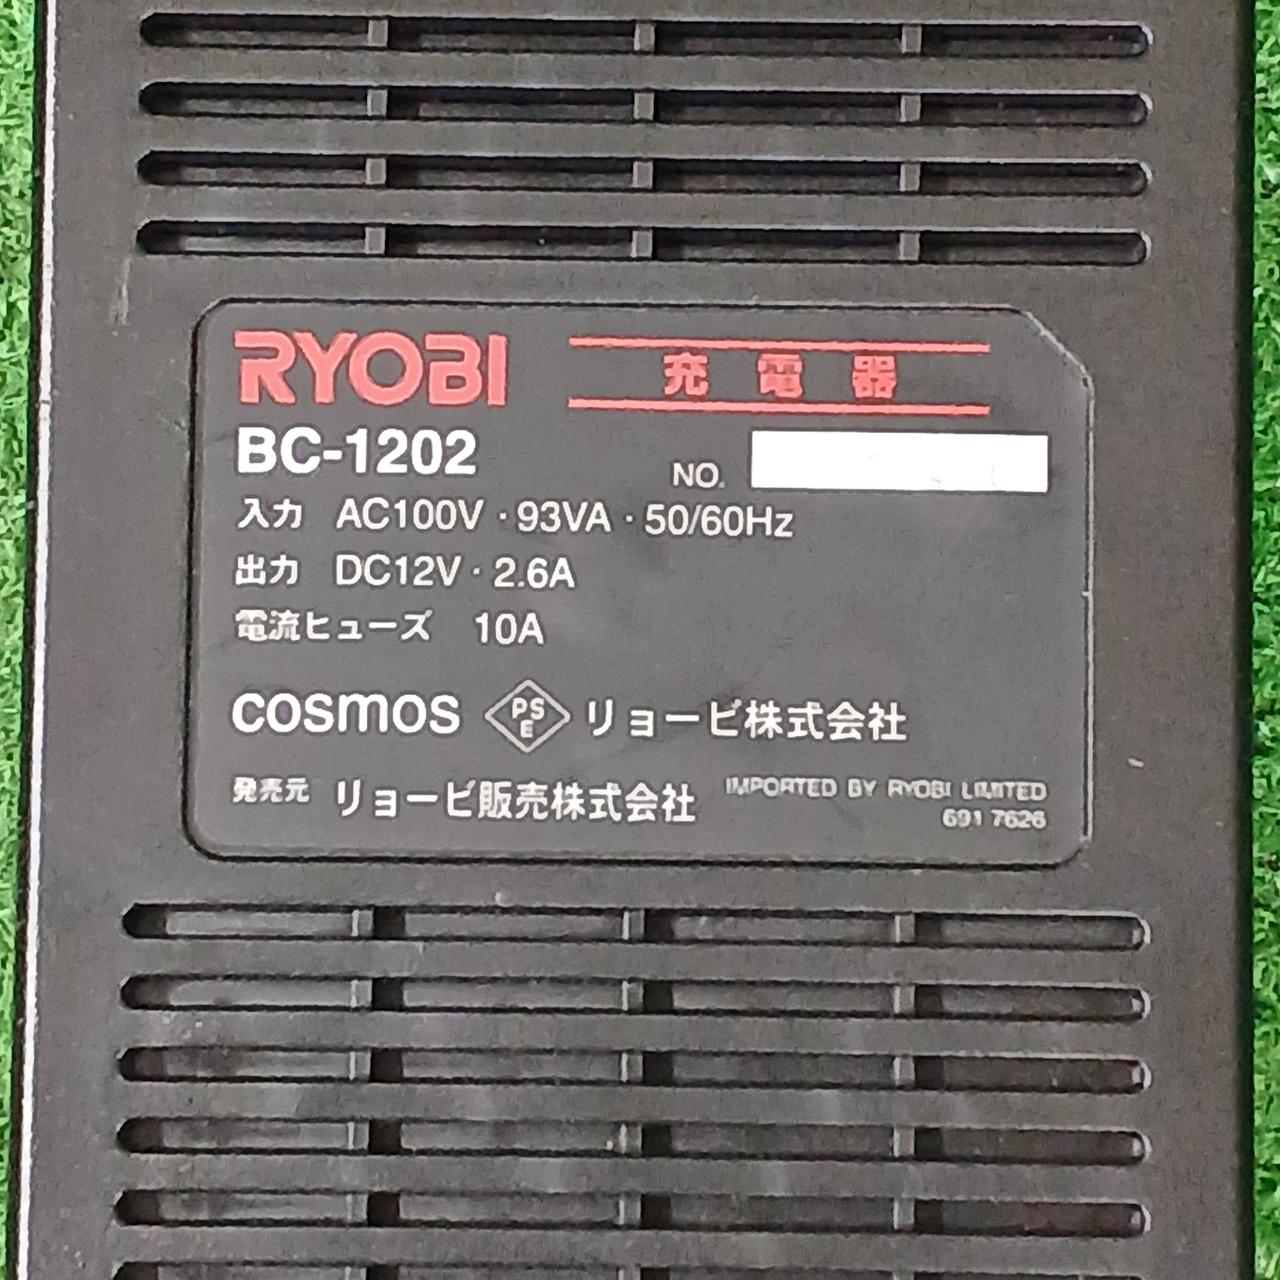 RYOBI 充電器
BC-1202 NO.
入力 AC100V・93VA・50/60Hz
出力 DC12V・2.6A
電流ヒューズ 10A
cosmos PSE リョービ株式会社
発売元 リョービ販売株式会社 IMPORTED BY RYOBI LIMITED
691 7626